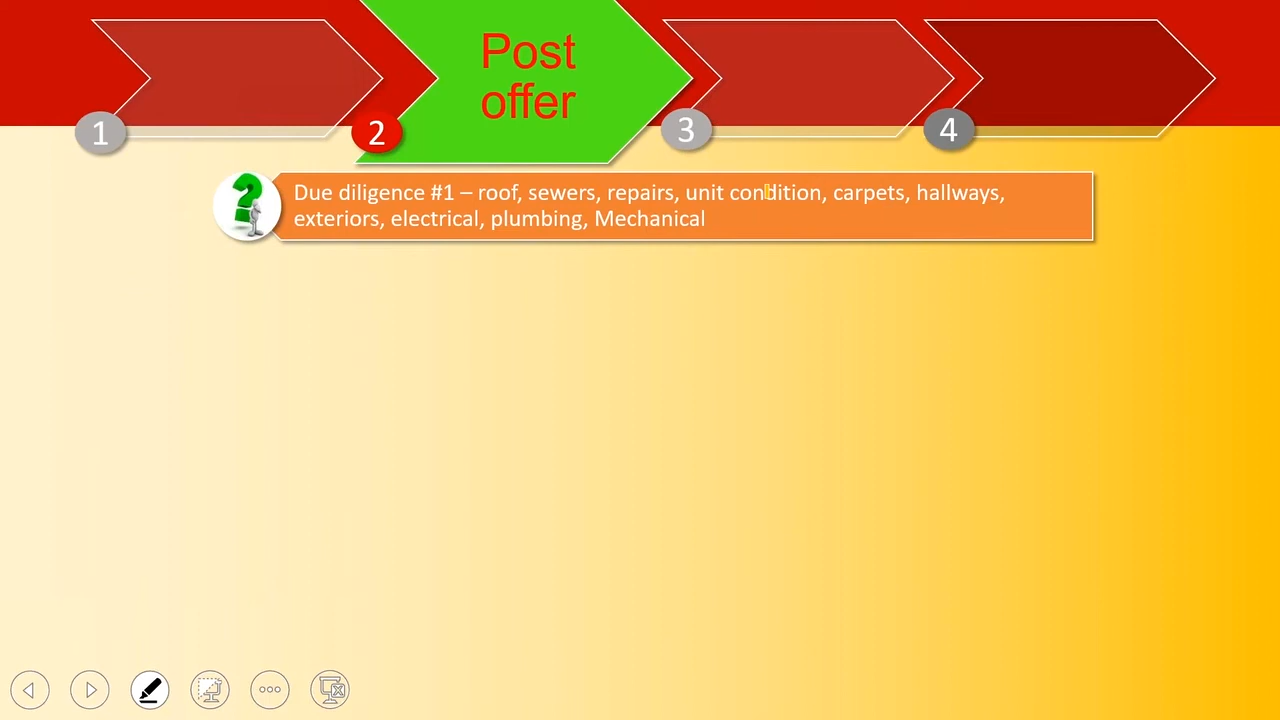 Post
offer
1
2
3
4
Due diligence #1 – roof, sewers, repairs, unit condition, carpets, hallways,
exteriors, electrical, plumbing, Mechanical